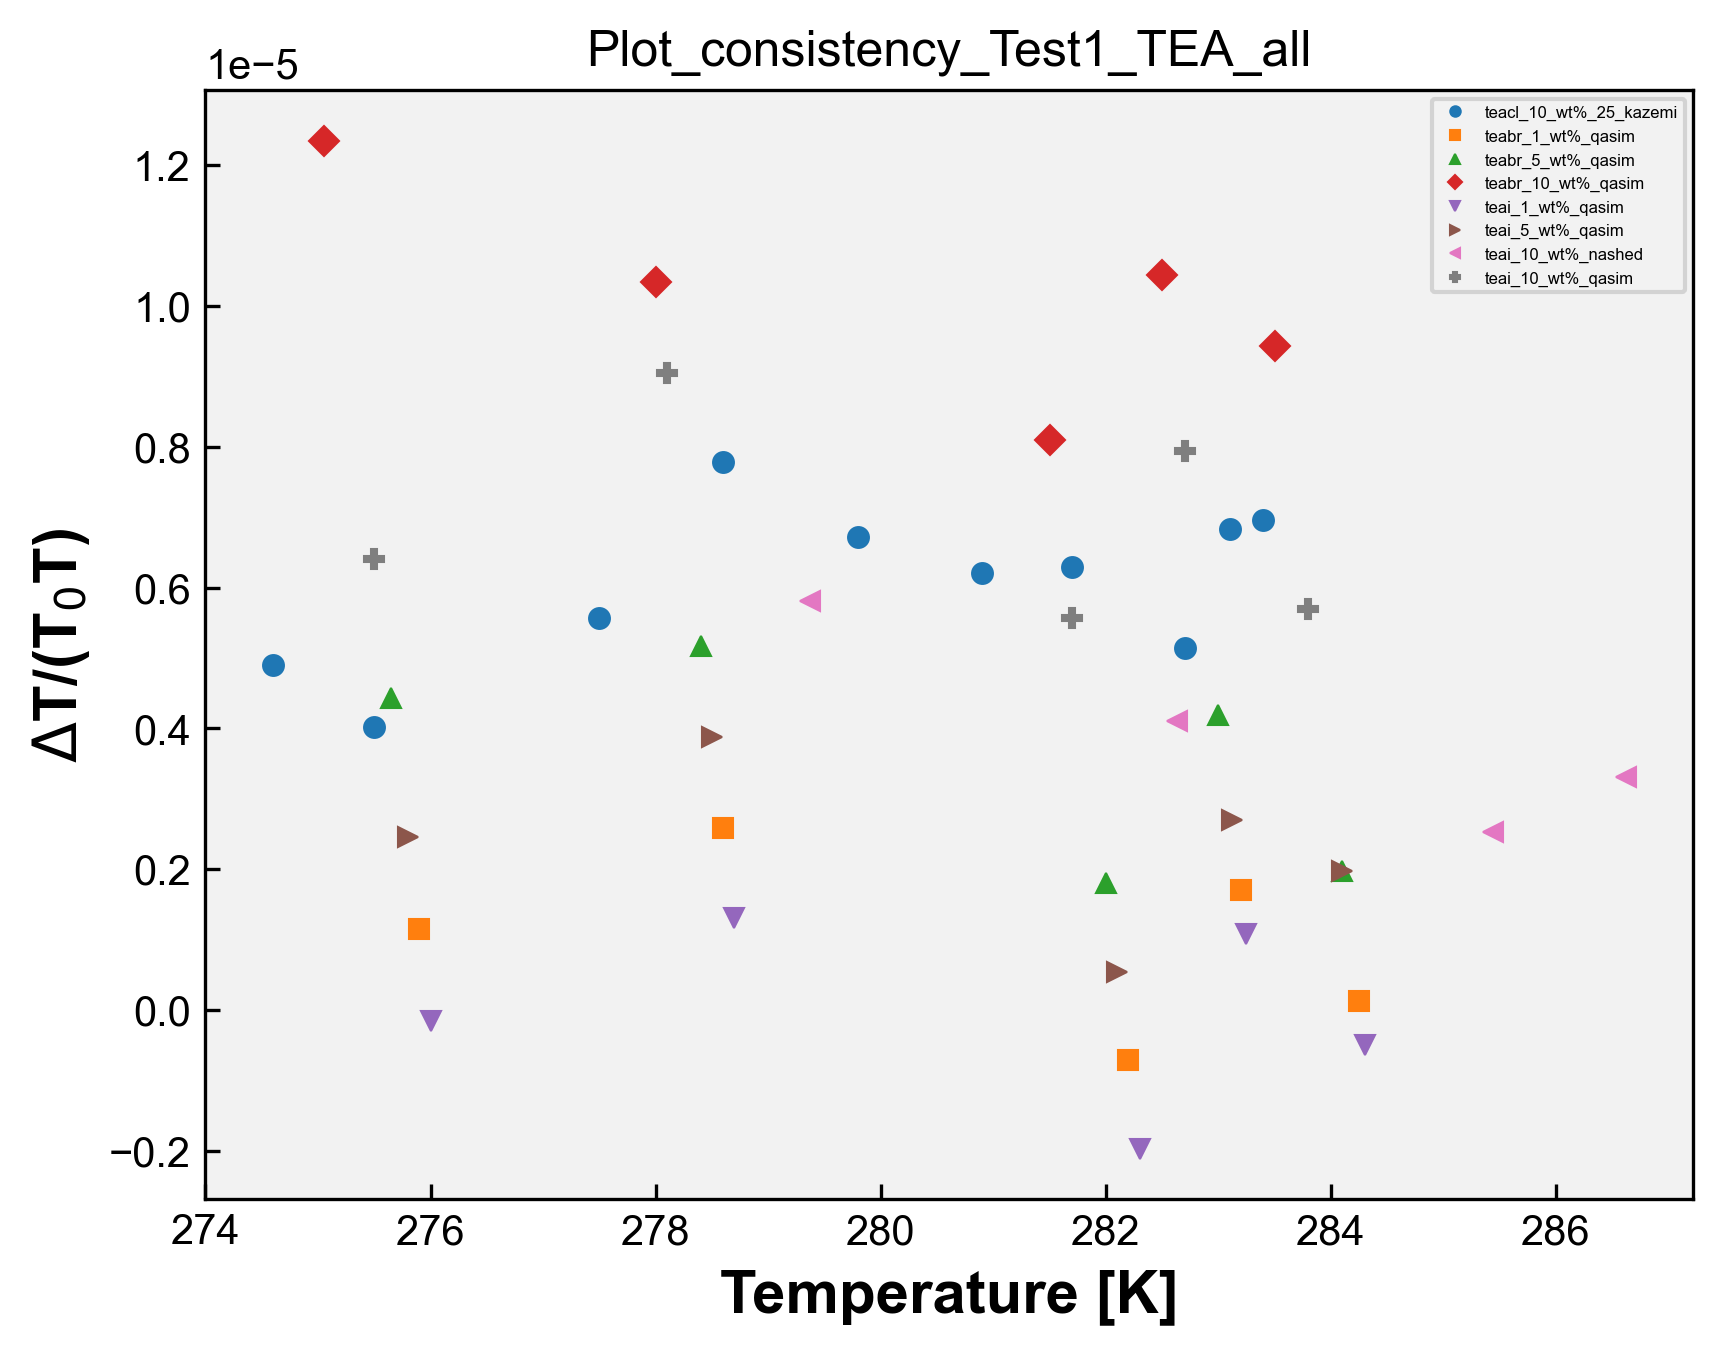 Plot_consistency_Test1_TEA_all
1e−5
1.2
1.0
0.8
0.6
0.4
0.2
0.0
−0.2
ΔT/(T₀T)
274 276 278 280 282 284 286
Temperature [K]
teacl_10_wt%_25_kazemi
teabr_1_wt%_qasim
teabr_5_wt%_qasim
teabr_10_wt%_qasim
teai_1_wt%_qasim
teai_5_wt%_qasim
teai_10_wt%_nashed
teai_10_wt%_qasim